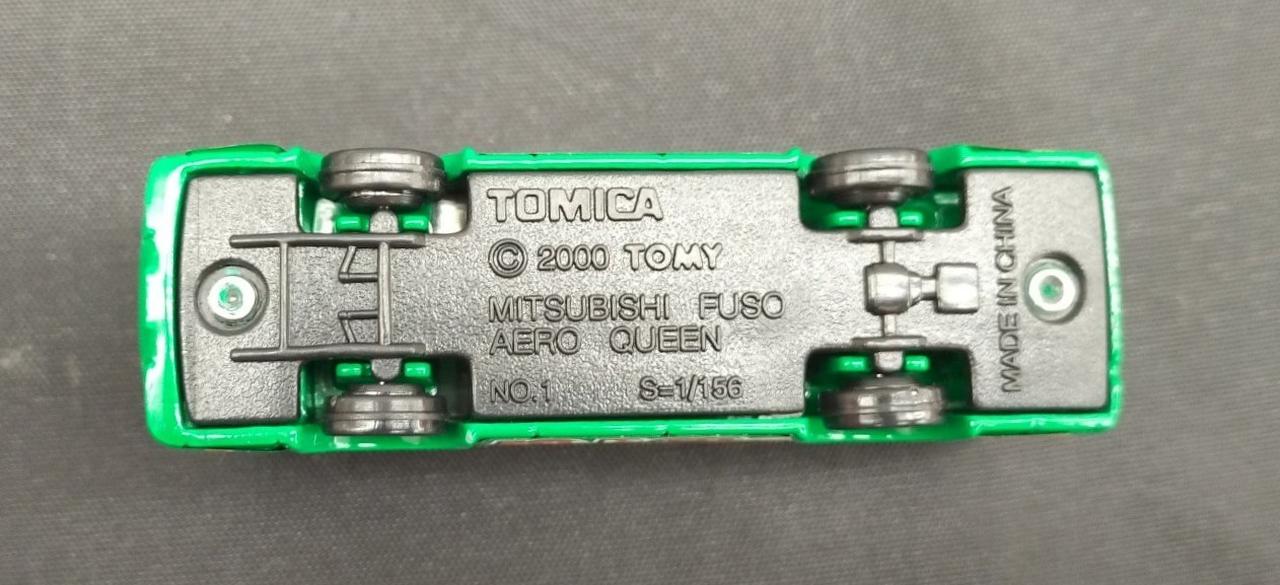 TOMICA
© 2000 TOMY
MITSUBISHI FUSO
AERO QUEEN
NO.1 S=1/156
MADE IN CHINA